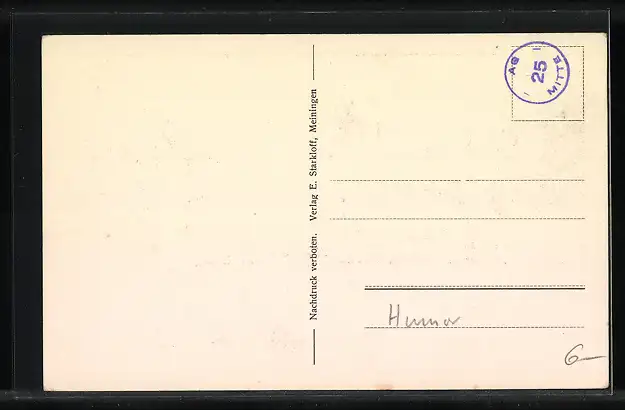 Nachdruck verboten. Verlag E. Starkloff, Meiningen
AG
25
MITTE
Humor
6—